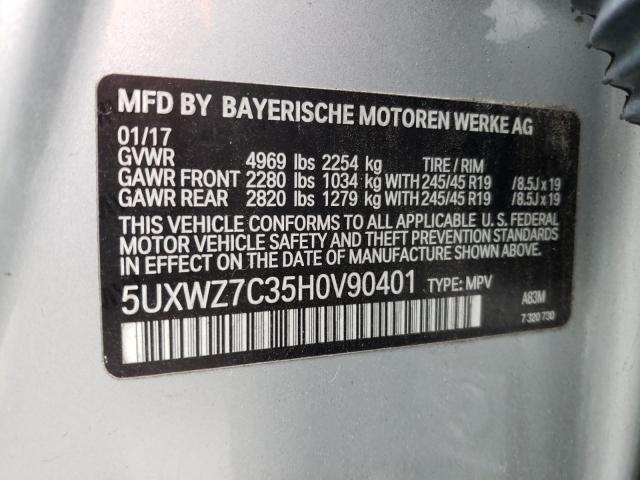 MFD BY BAYERISCHE MOTOREN WERKE AG
01/17
GVWR 4969 lbs 2254 kg TIRE / RIM
GAWR FRONT 2280 lbs 1034 kg WITH 245/45 R19 /8.5J x 19
GAWR REAR 2820 lbs 1279 kg WITH 245/45 R19 /8.5J x 19
THIS VEHICLE CONFORMS TO ALL APPLICABLE U. S. FEDERAL
MOTOR VEHICLE SAFETY AND THEFT PREVENTION STANDARDS
IN EFFECT ON THE DATE OF MANUFACTURE SHOWN ABOVE.
5UXWZ7C35H0V90401 TYPE: MPV
A83M
7 320 730